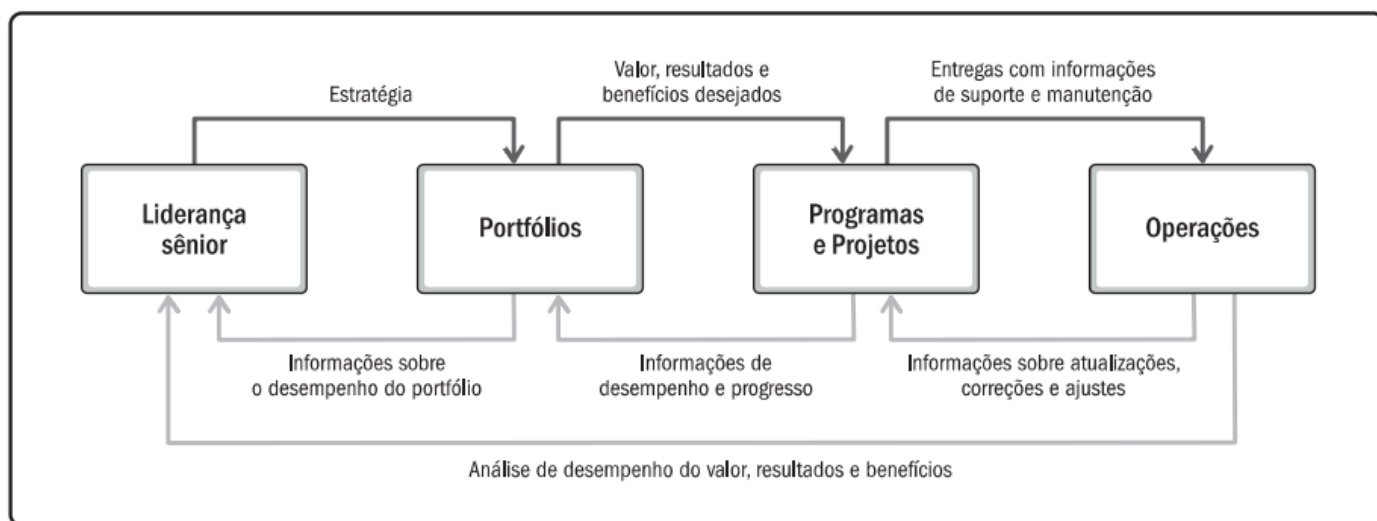 Estratégia
Valor, resultados e
benefícios desejados
Entregas com informações
de suporte e manutenção
Liderança
sênior
Portfólios
Programas
e Projetos
Operações
Informações sobre
o desempenho do portfólio
Informações de
desempenho e progresso
Informações sobre atualizações,
correções e ajustes
Análise de desempenho do valor, resultados e benefícios